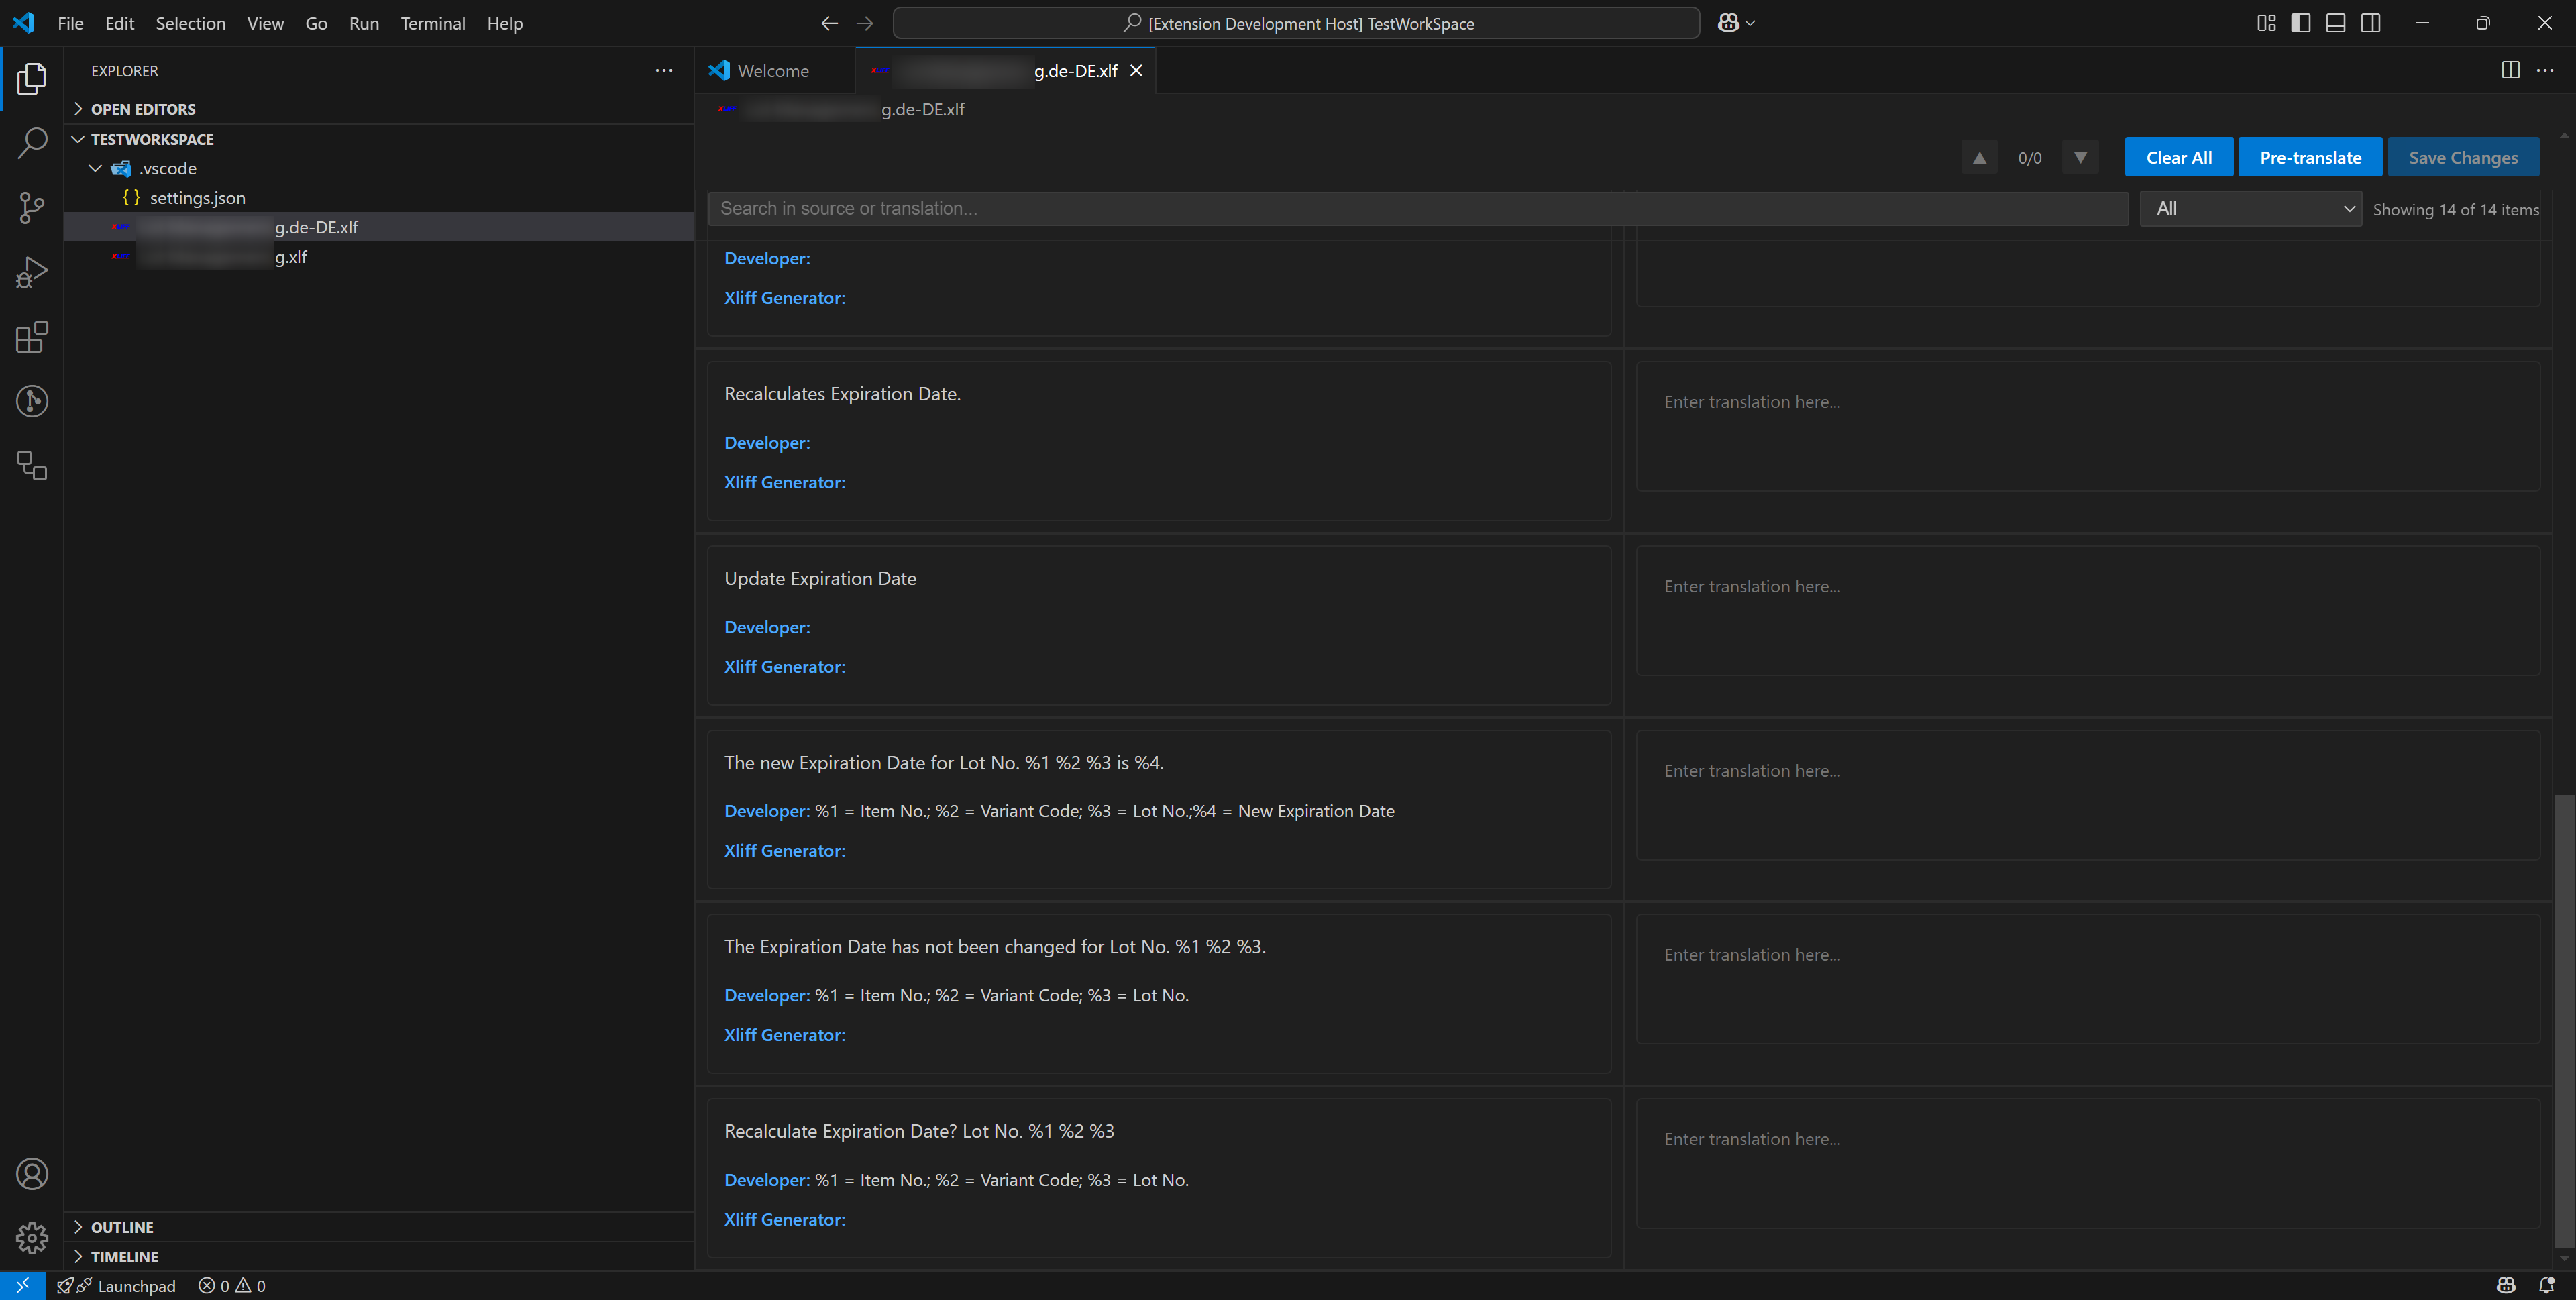 File Edit Selection View Go Run Terminal Help
[Extension Development Host] TestWorkSpace
EXPLORER
OPEN EDITORS
TESTWORKSPACE
.vscode
{ } settings.json
g.de-DE.xlf
g.xlf
OUTLINE
TIMELINE
Welcome
g.de-DE.xlf
g.de-DE.xlf
0/0
Clear All
Pre-translate
Save Changes
Search in source or translation...
All
Showing 14 of 14 items
Developer:
Xliff Generator:
Recalculates Expiration Date.
Enter translation here...
Developer:
Xliff Generator:
Update Expiration Date
Enter translation here...
Developer:
Xliff Generator:
The new Expiration Date for Lot No. %1 %2 %3 is %4.
Enter translation here...
Developer: %1 = Item No.; %2 = Variant Code; %3 = Lot No.;%4 = New Expiration Date
Xliff Generator:
The Expiration Date has not been changed for Lot No. %1 %2 %3.
Enter translation here...
Developer: %1 = Item No.; %2 = Variant Code; %3 = Lot No.
Xliff Generator:
Recalculate Expiration Date? Lot No. %1 %2 %3
Enter translation here...
Developer: %1 = Item No.; %2 = Variant Code; %3 = Lot No.
Xliff Generator:
Launchpad
0 0